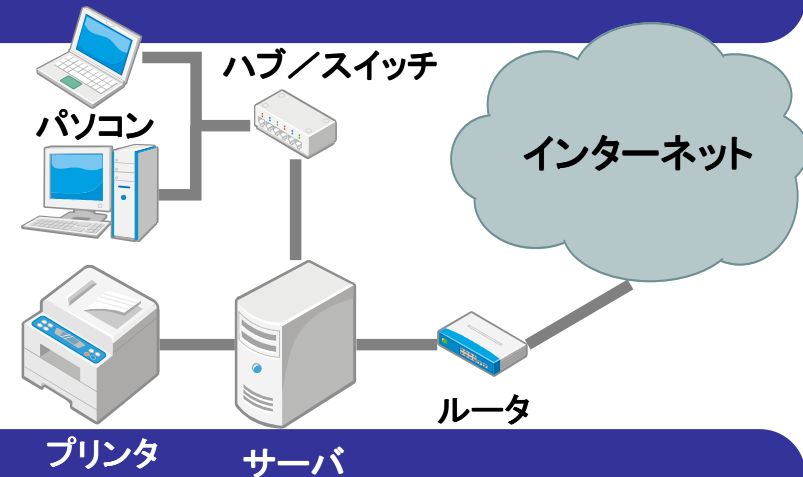 ハブ／スイッチ
パソコン
インターネット
ルータ
プリンタ
サーバ